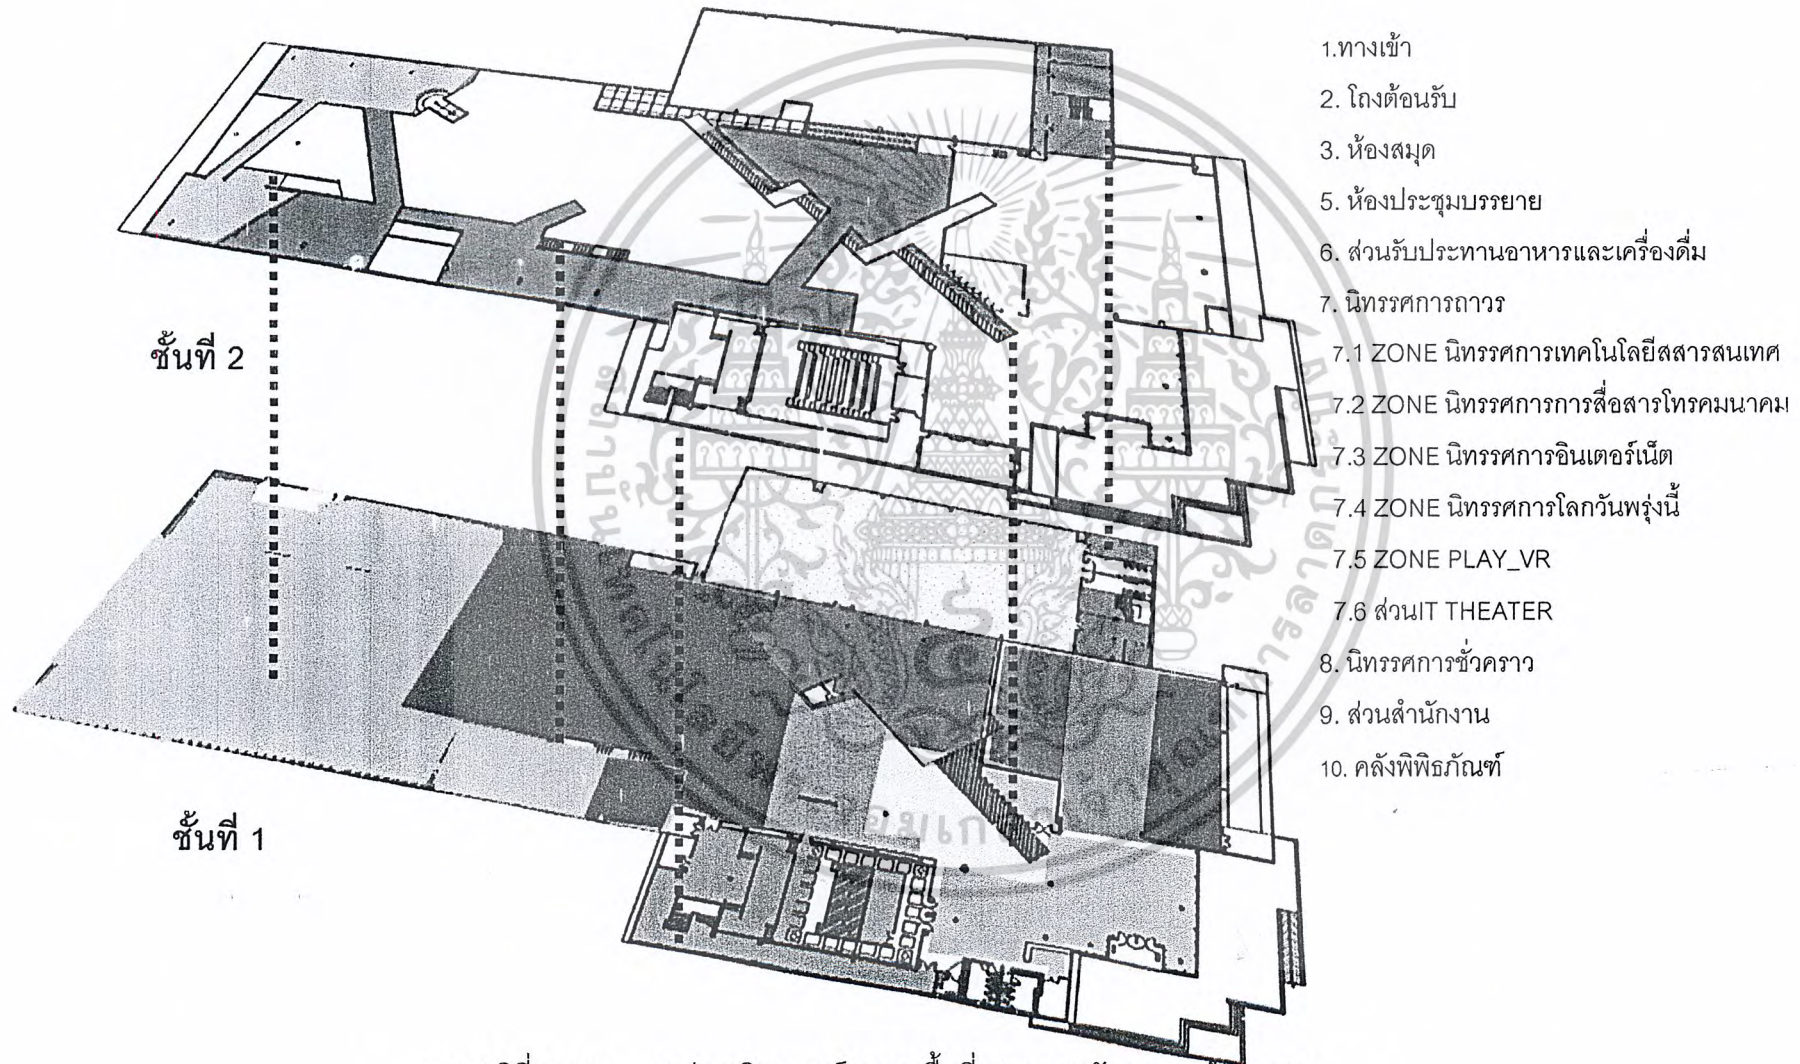 1.ทางเข้า
2. โถงต้อนรับ
3. ห้องสมุด
5. ห้องประชุมบรรยาย
6. ส่วนรับประทานอาหารและเครื่องดื่ม
7. นิทรรศการถาวร
7.1 ZONE นิทรรศการเทคโนโลยีสสารสนเทศ
7.2 ZONE นิทรรศการการสื่อสารโทรคมนาคม
7.3 ZONE นิทรรศการอินเตอร์เน็ต
7.4 ZONE นิทรรศการโลกวันพรุ่งนี้
7.5 ZONE PLAY_VR
7.6 ส่วนIT THEATER
8. นิทรรศการชั่วคราว
9. ส่วนสำนักงาน
10. คลังพิพิธภัณฑ์
ชั้นที่ 2
ชั้นที่ 1